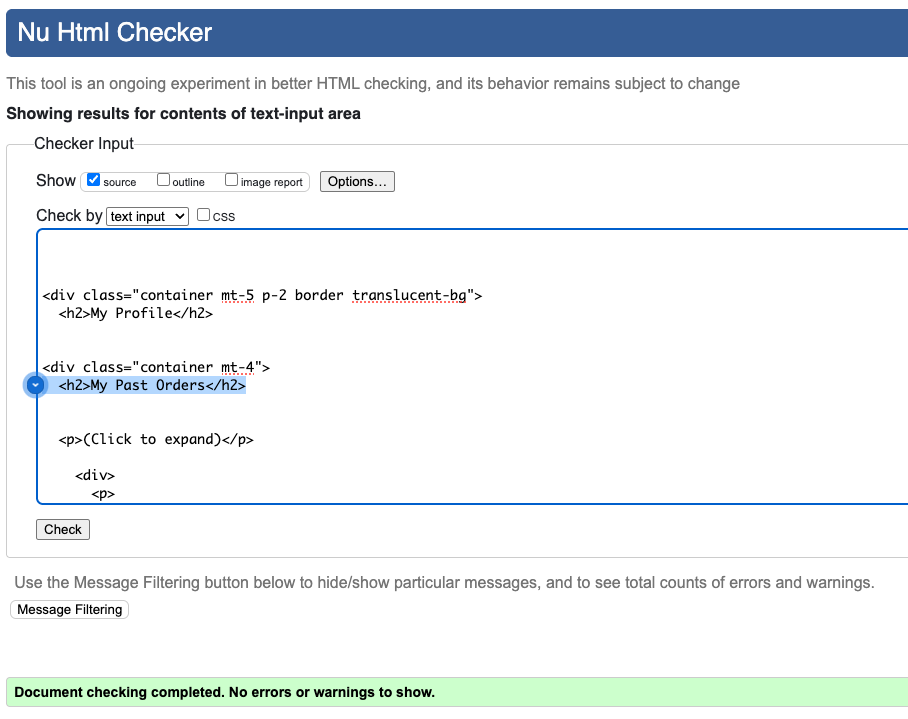 Nu Html Checker
This tool is an ongoing experiment in better HTML checking, and its behavior remains subject to change
Showing results for contents of text-input area
Checker Input
Show source outline image report Options...
Check by text input css
<div class="container mt-5 p-2 border translucent-bg">
<h2>My Profile</h2>
<div class="container mt-4">
<h2>My Past Orders</h2>
<p>(Click to expand)</p>
<div>
<p>
Check
Use the Message Filtering button below to hide/show particular messages, and to see total counts of errors and warnings.
Message Filtering
Document checking completed. No errors or warnings to show.